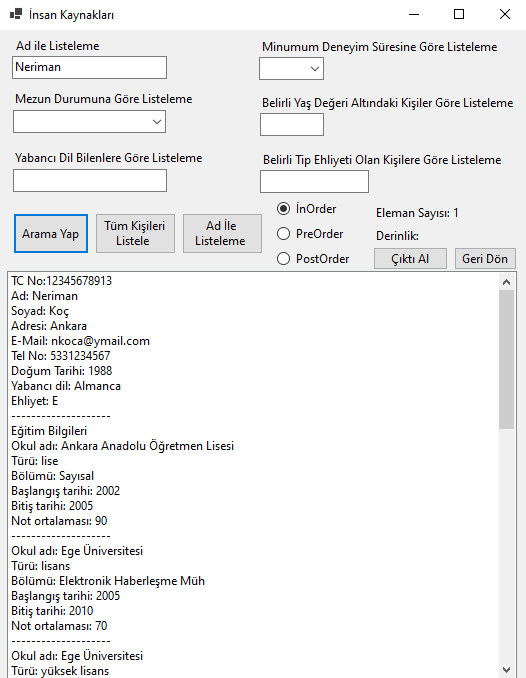 İnsan Kaynakları
Ad ile Listeleme
Minumum Deneyim Süresine Göre Listeleme
Neriman
Mezun Durumuna Göre Listeleme
Belirli Yaş Değeri Altındaki Kişiler Göre Listeleme
Yabancı Dil Bilenlere Göre Listeleme
Belirli Tip Ehliyeti Olan Kişilere Göre Listeleme
Arama Yap
Tüm Kişileri
Listele
Ad İle
Listeleme
İnOrder
PreOrder
PostOrder
Eleman Sayısı: 1
Derinlik:
Çıktı Al
Geri Dön
TC No:12345678913
Ad: Neriman
Soyad: Koç
Adresi: Ankara
E-Mail: nkoca@ymail.com
Tel No: 5331234567
Doğum Tarihi: 1988
Yabancı dil: Almanca
Ehliyet: E
--------------------
Eğitim Bilgileri
Okul adı: Ankara Anadolu Öğretmen Lisesi
Türü: lise
Bölümü: Sayısal
Başlangış tarihi: 2002
Bitiş tarihi: 2005
Not ortalaması: 90
--------------------
Okul adı: Ege Üniversitesi
Türü: lisans
Bölümü: Elektronik Haberleşme Müh
Başlangış tarihi: 2005
Bitiş tarihi: 2010
Not ortalaması: 70
--------------------
Okul adı: Ege Üniversitesi
Türü: yüksek lisans